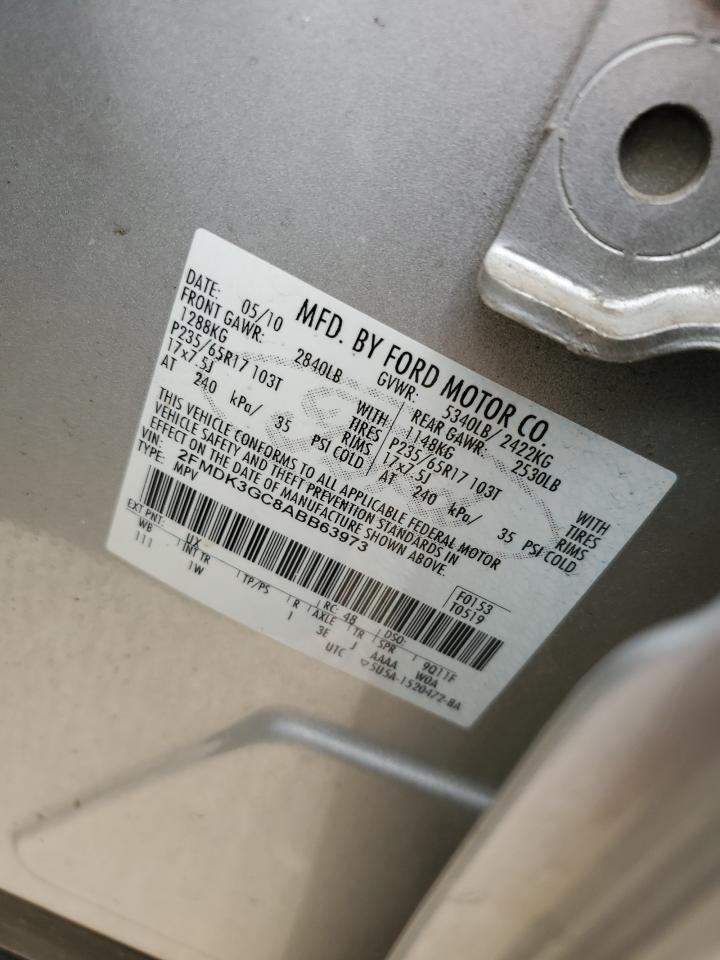 MFD. BY FORD MOTOR CO.
DATE: 05/10 GVWR: 5340LB/ 2422KG
FRONT GAWR: 2840LB REAR GAWR: 2530LB
1288KG WITH 1148KG WITH
P235/65R17 103T TIRES P235/65R17 103T TIRES
17x7.5J RIMS 17x7.5J RIMS
AT 240 kPa/ 35 PSI COLD AT 240 kPa/ 35 PSI COLD
THIS VEHICLE CONFORMS TO ALL APPLICABLE FEDERAL MOTOR
VEHICLE SAFETY AND THEFT PREVENTION STANDARDS IN
EFFECT ON THE DATE OF MANUFACTURE SHOWN ABOVE.
VIN: 2FMDK3GC8ABB63973 F0153
TYPE: MPV T0519
EXT PNT: UX RC: 48 DSO: 9Q11F
WB INT TR TP/PS R AXLE TR SPR
111 1W 1 3E J AAAA W0A
UTC ▽5U5A-1520472-BA